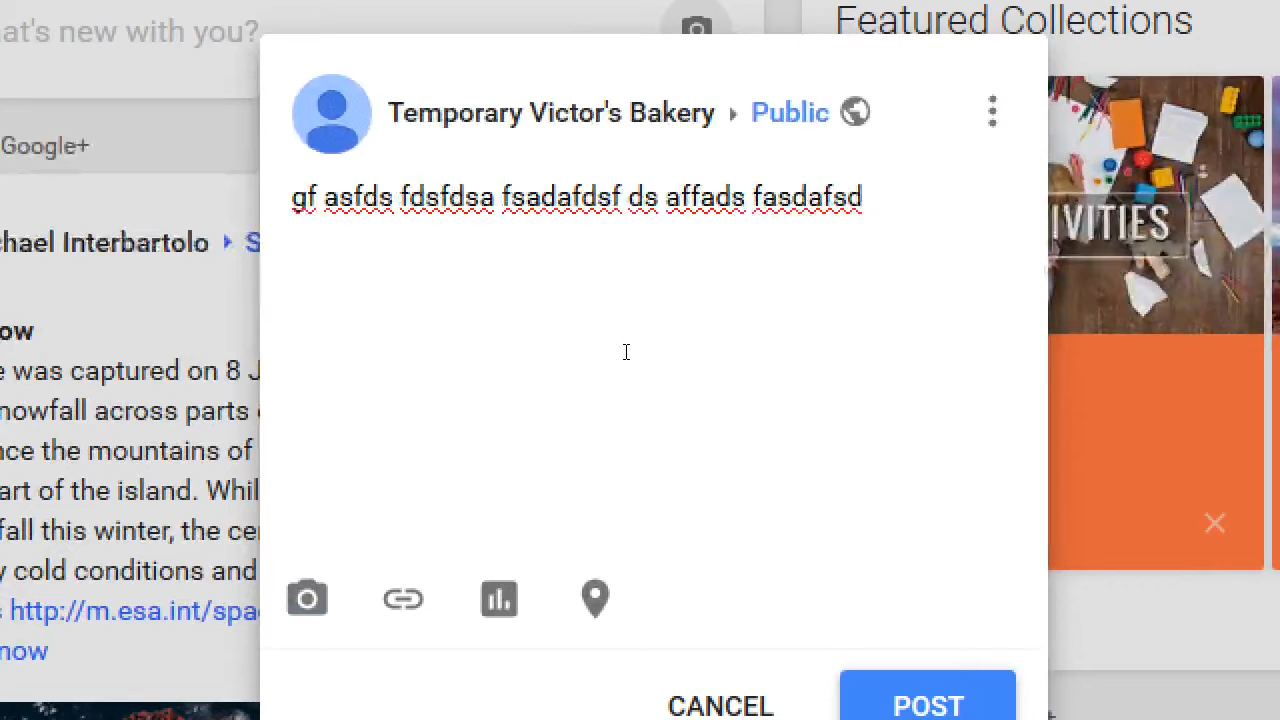 at's new with you?
Featured Collections
Temporary Victor's Bakery Public
Google+
gf asfds fdsfdsa fsadafdsf ds affads fasdafsd
chael Interbartolo S
IVITIES
ow
e was captured on 8 J
nowfall across parts
nce the mountains of
art of the island. Whil
fall this winter, the ce
y cold conditions and
s http://m.esa.int/spa
now
CANCEL POST